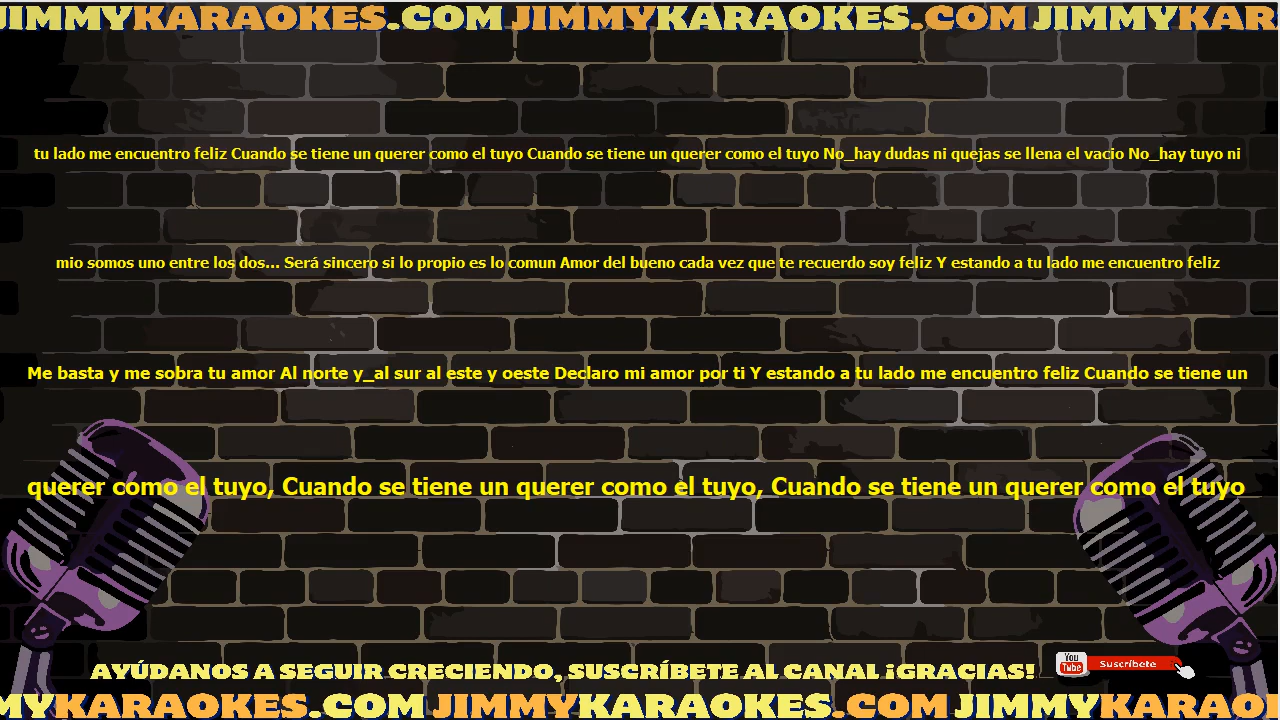 JIMMYKARAOKES.COM JIMMYKARAOKES.COM JIMMYKAR
tu lado me encuentro feliz Cuando se tiene un querer como el tuyo Cuando se tiene un querer como el tuyo No_hay dudas ni quejas se llena el vacio No_hay tuyo ni
mio somos uno entre los dos... Será sincero si lo propio es lo comun Amor del bueno cada vez que te recuerdo soy feliz Y estando a tu lado me encuentro feliz
Me basta y me sobra tu amor Al norte y_al sur al este y oeste Declaro mi amor por ti Y estando a tu lado me encuentro feliz Cuando se tiene un
querer como el tuyo, Cuando se tiene un querer como el tuyo, Cuando se tiene un querer como el tuyo
AYÚDANOS A SEGUIR CRECIENDO, SUSCRÍBETE AL CANAL ¡GRACIAS!
You Tube Suscríbete
MYKARAOKES.COM JIMMYKARAOKES.COM JIMMYKARAO